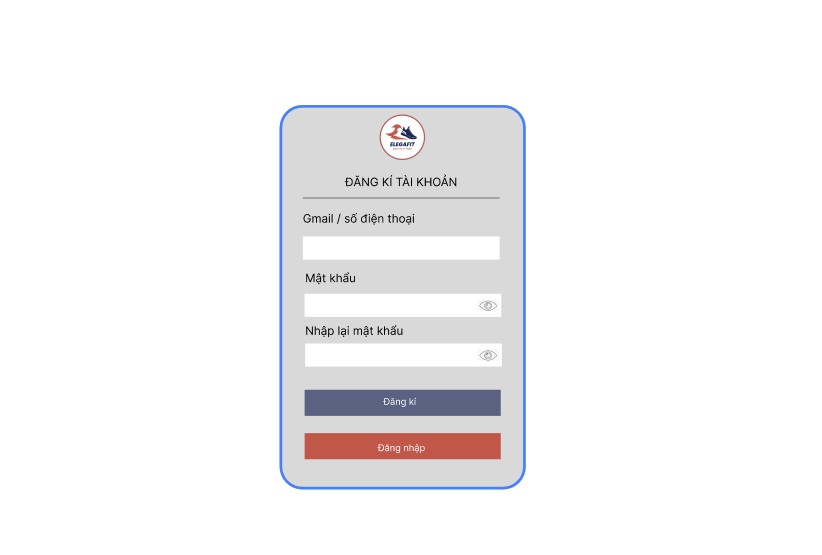 ELEGAFIT
ĐĂNG KÍ TÀI KHOẢN
Gmail / số điện thoại
Mật khẩu
Nhập lại mật khẩu
Đăng kí
Đăng nhập